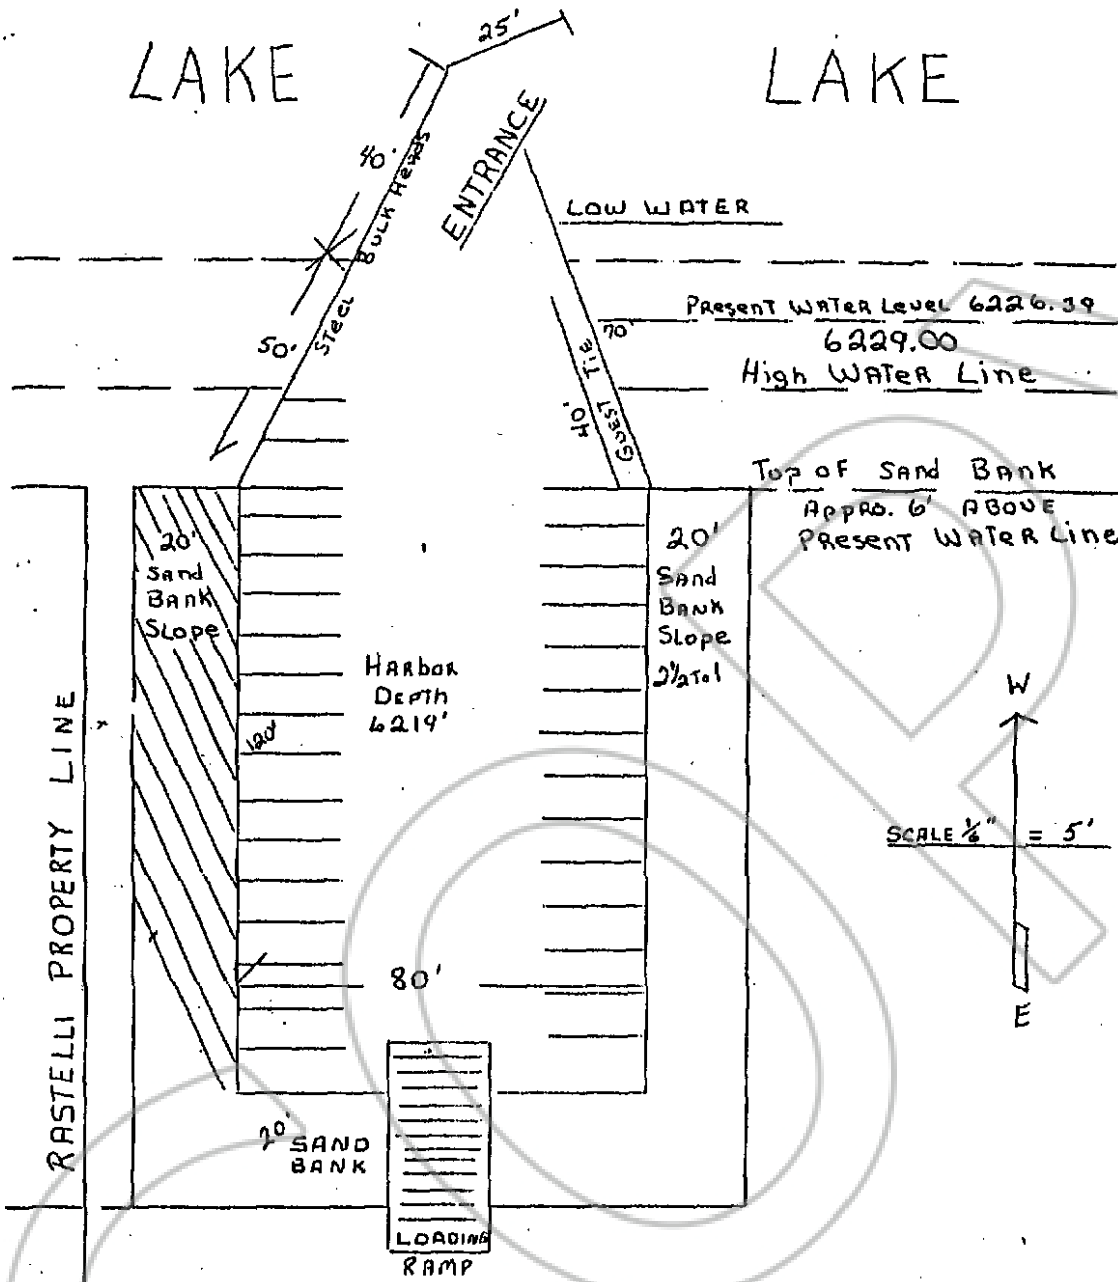 25'
LAKE
LAKE
40'
STEEL BULK HeaDS
ENTRANCE
LOW WATER
Present WATER Level 6226.39
6229.00
High WATER Line
50'
70'
40'
GUEST TIE
Top OF SAnd BANK
APPRO. 6' ABOVE
PRESENT WATER Line
20'
SAnd
BANK
SLope
20'
SAnd
BANK
SLope
2½ To 1
HARBOR
DEPTH
6219'
120'
RASTELLI PROPERTY LINE
W
SCALE ⅛" = 5'
E
80'
20' SAND
BANK
LOADING
RAMP
COPY